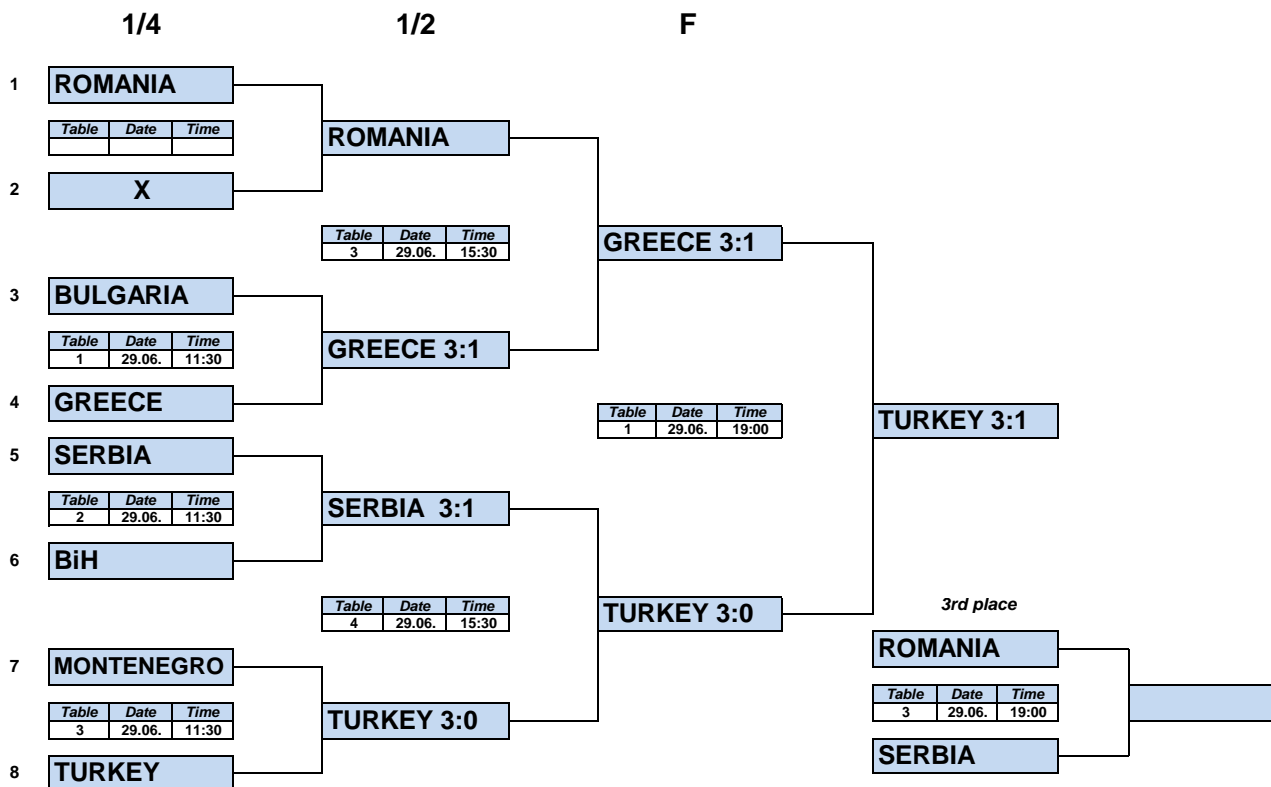 1/4 1/2 F
1 ROMANIA
Table Date Time
ROMANIA
2 X
Table Date Time
3 29.06. 15:30
GREECE 3:1
3 BULGARIA
Table Date Time
1 29.06. 11:30
GREECE 3:1
4 GREECE
Table Date Time
1 29.06. 19:00
TURKEY 3:1
5 SERBIA
Table Date Time
2 29.06. 11:30
SERBIA 3:1
6 BiH
Table Date Time
4 29.06. 15:30
TURKEY 3:0
3rd place
7 MONTENEGRO
ROMANIA
Table Date Time
3 29.06. 11:30
TURKEY 3:0
Table Date Time
3 29.06. 19:00
8 TURKEY
SERBIA